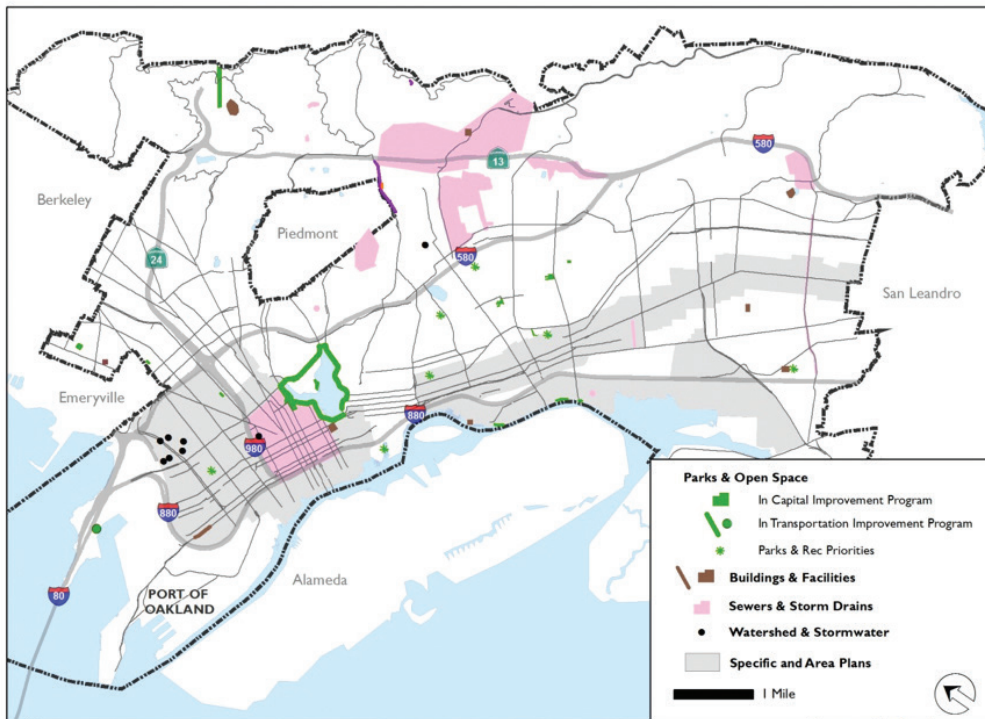 13
580
Berkeley
Piedmont
24
580
San Leandro
Emeryville
880
980
880
Alameda
80
PORT OF
OAKLAND
Parks & Open Space
In Capital Improvement Program
In Transportation Improvement Program
Parks & Rec Priorities
Buildings & Facilities
Sewers & Storm Drains
Watershed & Stormwater
Specific and Area Plans
1 Mile